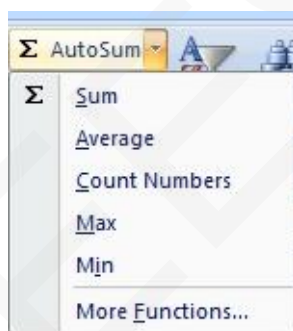 Σ AutoSum
Σ Sum
Average
Count Numbers
Max
Min
More Functions...